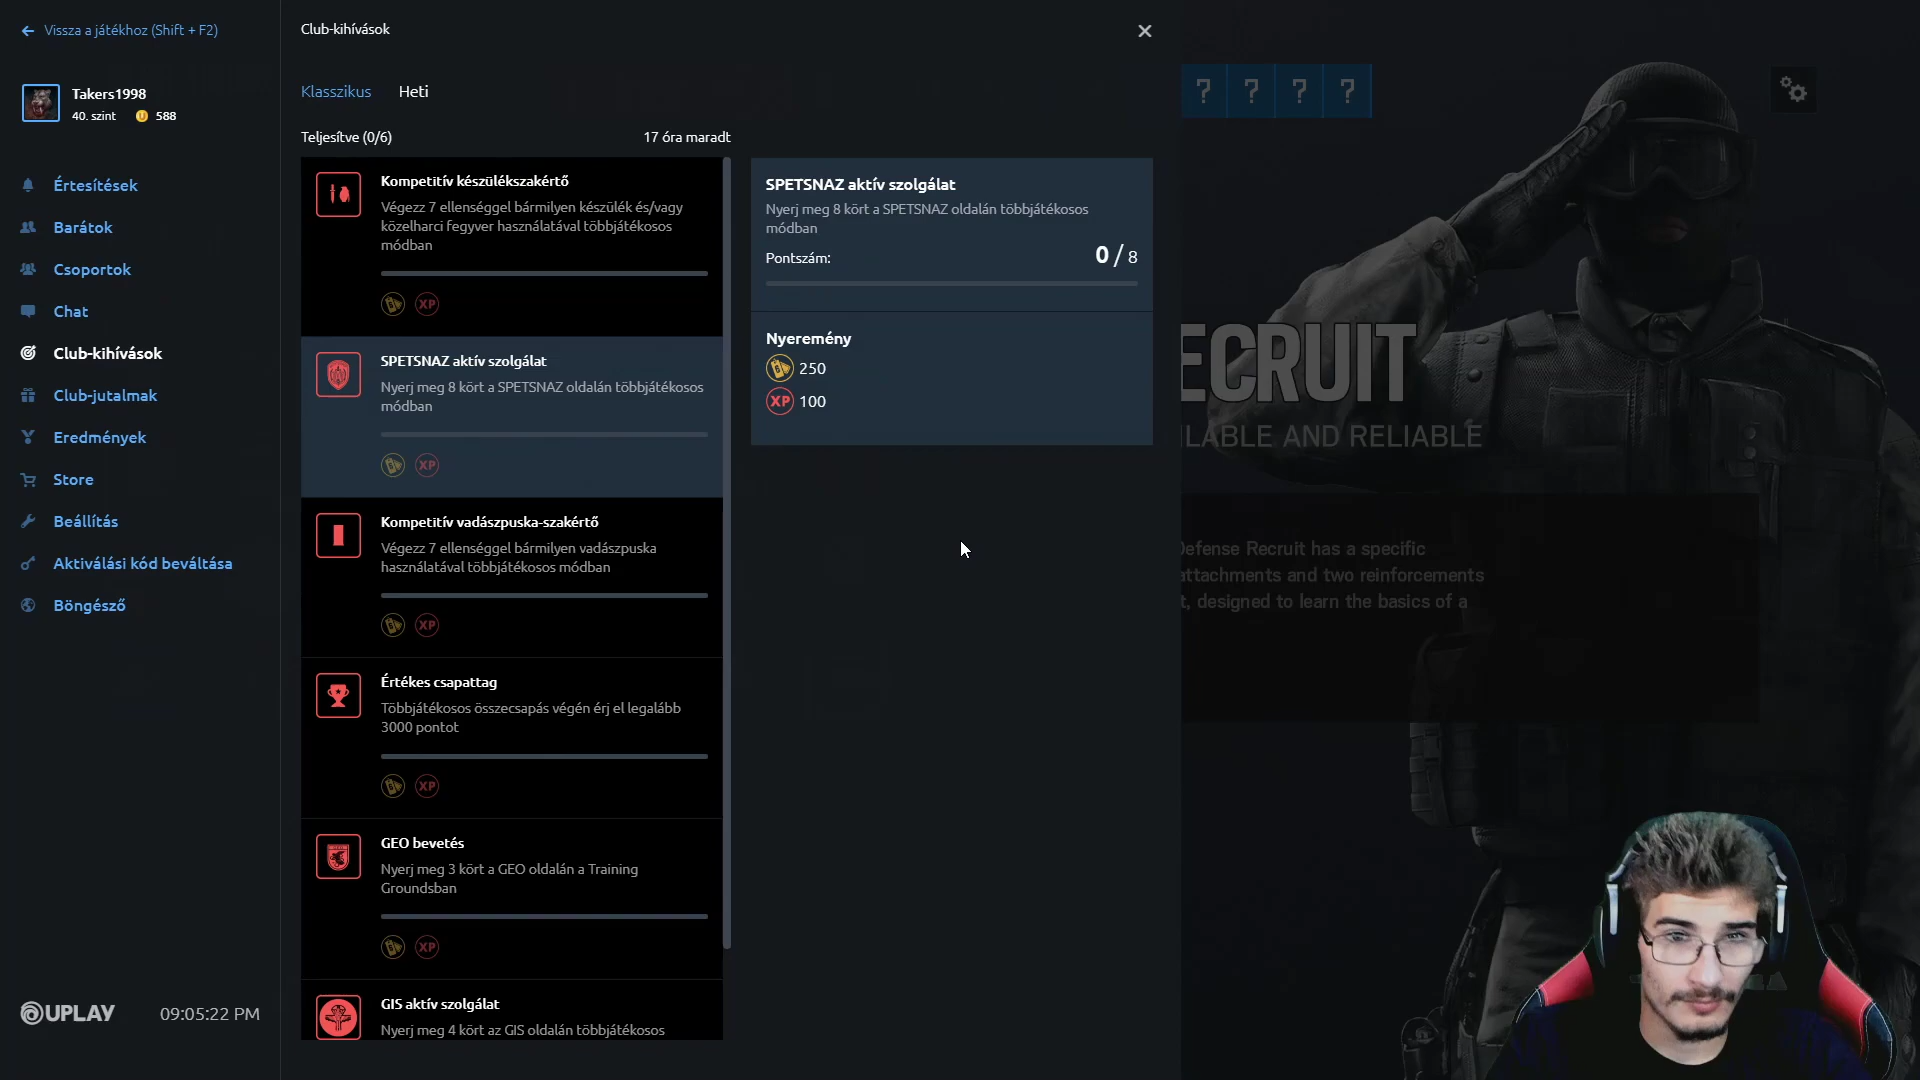 Vissza a játékhoz (Shift + F2)
Takers1998
40. szint
588
Értesítések
Barátok
Csoportok
Chat
Club-kihívások
Club-jutalmak
Eredmények
Store
Beállítás
Aktiválási kód beváltása
Böngésző
UPLAY
09:05:22 PM
Club-kihívások
Klasszikus
Heti
Teljesítve (0/6)
17 óra maradt
Kompetitív készülékszakértő
Végezz 7 ellenséggel bármilyen készülék és/vagy
közelharci fegyver használatával többjátékosos
módban
XP
SPETSNAZ aktív szolgálat
Nyerj meg 8 kört a SPETSNAZ oldalán többjátékosos
módban
XP
Kompetitív vadászpuska-szakértő
Végezz 7 ellenséggel bármilyen vadászpuska
használatával többjátékosos módban
XP
Értékes csapattag
Többjátékosos összecsapás végén érj el legalább
3000 pontot
XP
GEO bevetés
Nyerj meg 3 kört a GEO oldalán a Training
Groundsban
XP
GIS aktív szolgálat
Nyerj meg 4 kört az GIS oldalán többjátékosos
SPETSNAZ aktív szolgálat
Nyerj meg 8 kört a SPETSNAZ oldalán többjátékosos
módban
Pontszám:
0 / 8
Nyeremény
250
XP 100
? ? ? ?
ECRUIT
ILABLE AND RELIABLE
Defense Recruit has a specific
attachments and two reinforcements
t, designed to learn the basics of a